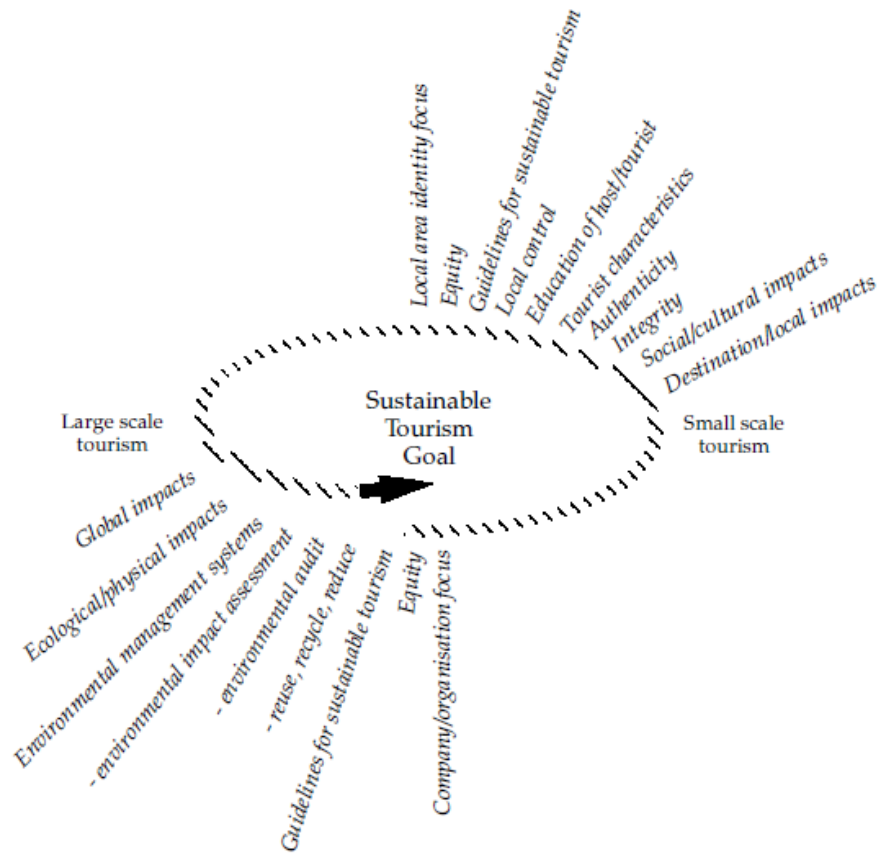 Local area identity focus
Equity
Guidelines for sustainable tourism
Local control
Education of host/tourist
Tourist characteristics
Authenticity
Integrity
Social/cultural impacts
Destination/local impacts
Large scale
tourism
Sustainable
Tourism
Goal
Small scale
tourism
Global impacts
Ecological/physical impacts
Environmental management systems
- environmental impact assessment
- environmental audit
- reuse, recycle, reduce
Guidelines for sustainable tourism
Equity
Company/organisation focus